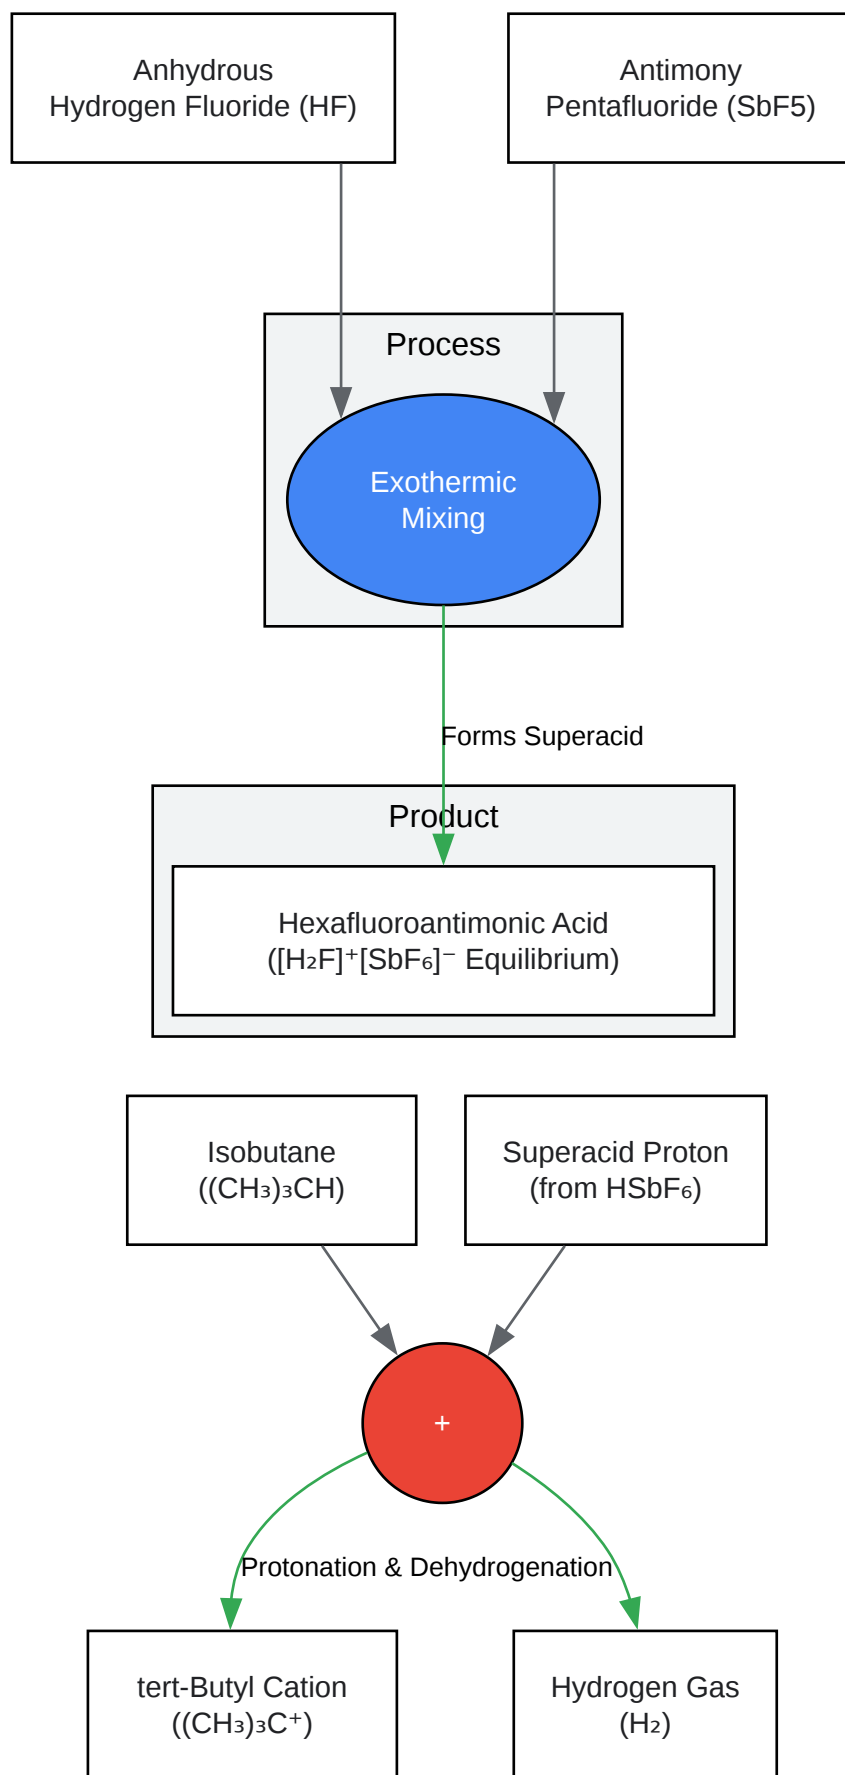 Anhydrous
Hydrogen Fluoride (HF)
Antimony
Pentafluoride (SbF5)
Process
Exothermic
Mixing
Forms Superacid
Product
Hexafluoroantimonic Acid
([H₂F]⁺[SbF₆]⁻ Equilibrium)
Isobutane
((CH₃)₃CH)
Superacid Proton
(from HSbF₆)
+
Protonation & Dehydrogenation
tert-Butyl Cation
((CH₃)₃C⁺)
Hydrogen Gas
(H₂)